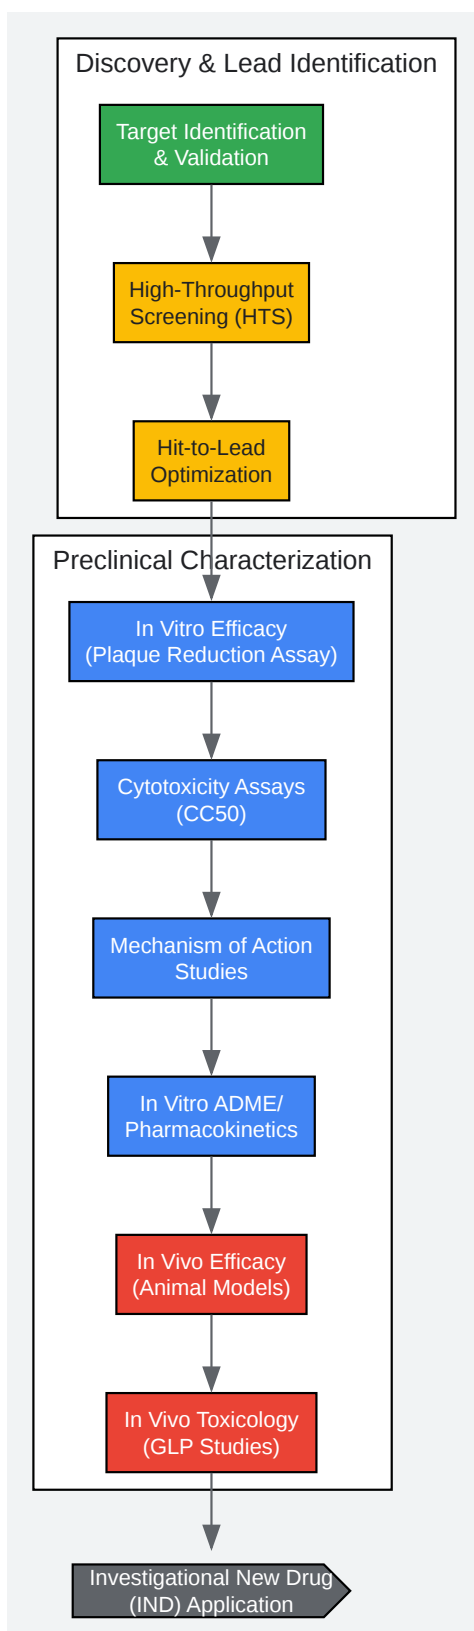 Discovery & Lead Identification
Target Identification
& Validation
High-Throughput
Screening (HTS)
Hit-to-Lead
Optimization
Preclinical Characterization
In Vitro Efficacy
(Plaque Reduction Assay)
Cytotoxicity Assays
(CC50)
Mechanism of Action
Studies
In Vitro ADME/
Pharmacokinetics
In Vivo Efficacy
(Animal Models)
In Vivo Toxicology
(GLP Studies)
Investigational New Drug
(IND) Application